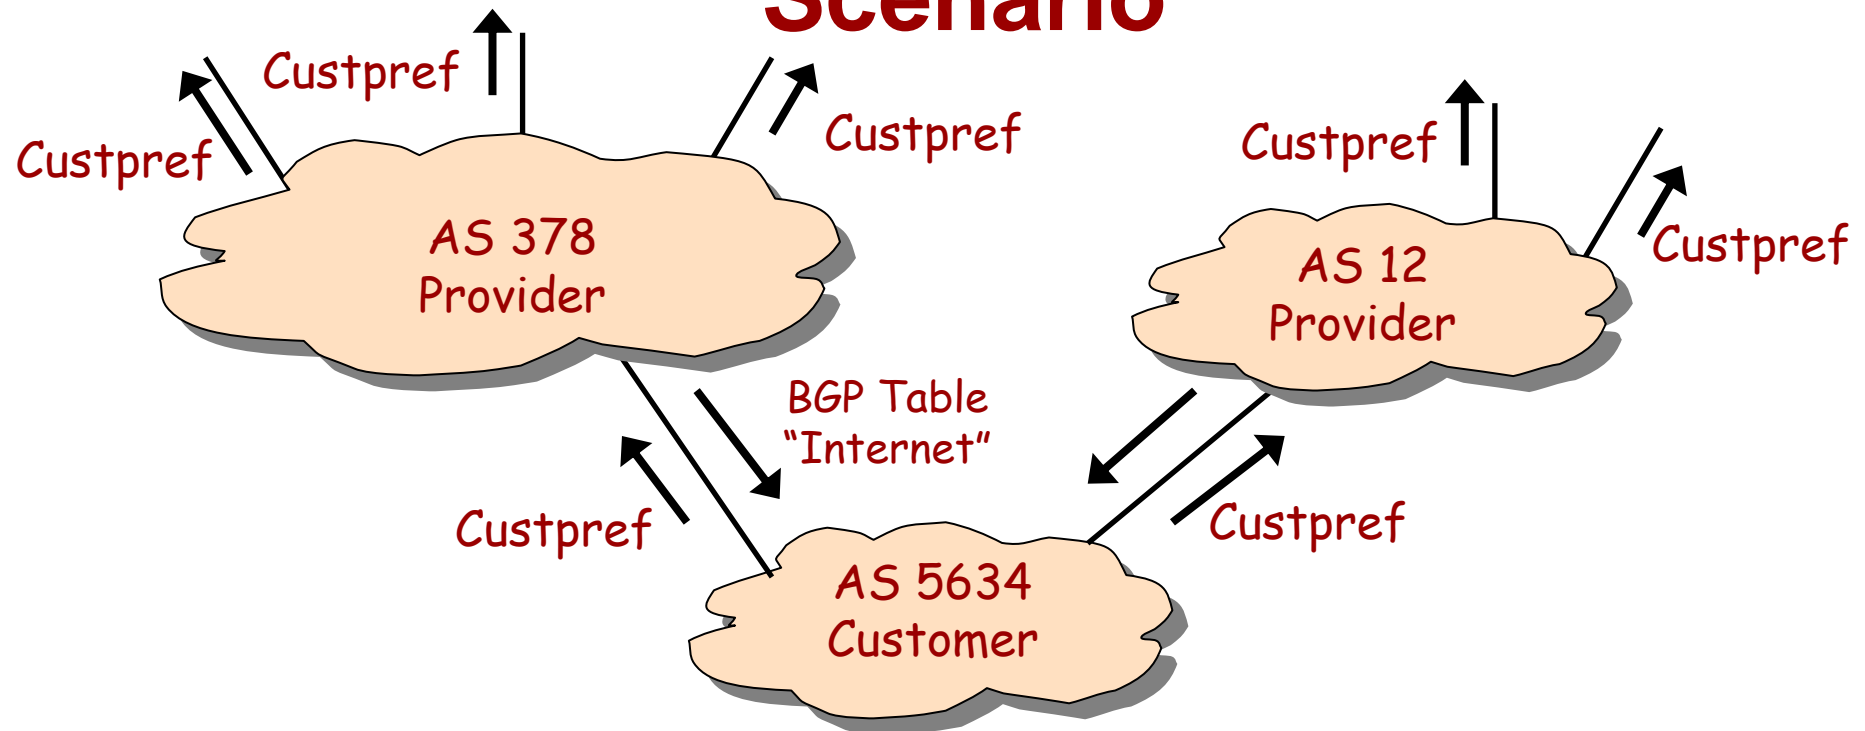 Scenario
Custpref
Custpref
Custpref
Custpref
Custpref
AS 378
Provider
AS 12
Provider
BGP Table
“Internet”
Custpref
Custpref
AS 5634
Customer